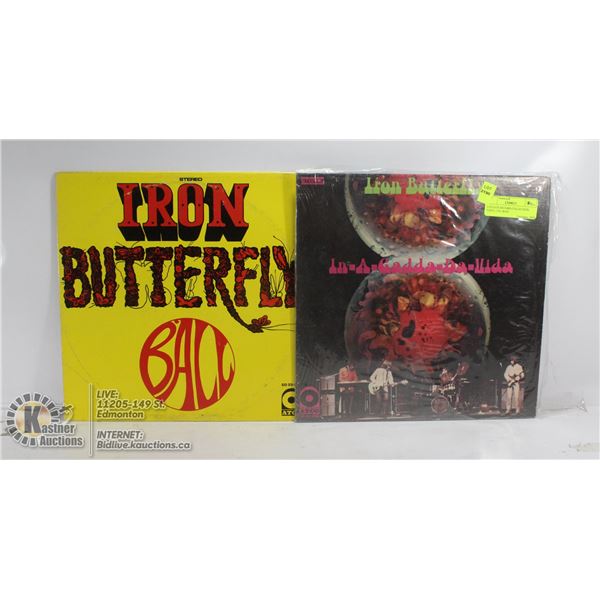 STEREO
IRON
BUTTERFLY
BALL
ATCO
Iron Butterfly
In-A-Gadda-Da-Vida
ATCO
LOT
Kastner
Auctions
LIVE:
11205-149 St.
Edmonton
INTERNET:
Bidlive.kauctions.ca